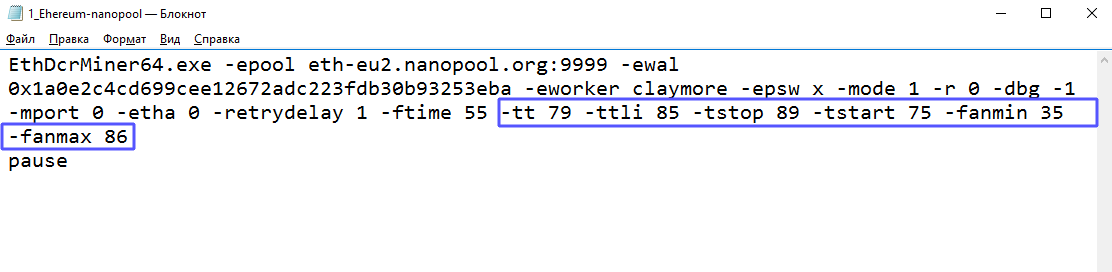 1_Ehereum-nanopool — Блокнот
Файл Правка Формат Вид Справка
EthDcrMiner64.exe -epool eth-eu2.nanopool.org:9999 -ewal
0x1a0e2c4cd699cee12672adc223fdb30b93253eba -eworker claymore -epsw x -mode 1 -r 0 -dbg -1
-mport 0 -etha 0 -retrydelay 1 -ftime 55 -tt 79 -ttli 85 -tstop 89 -tstart 75 -fanmin 35
-fanmax 86
pause